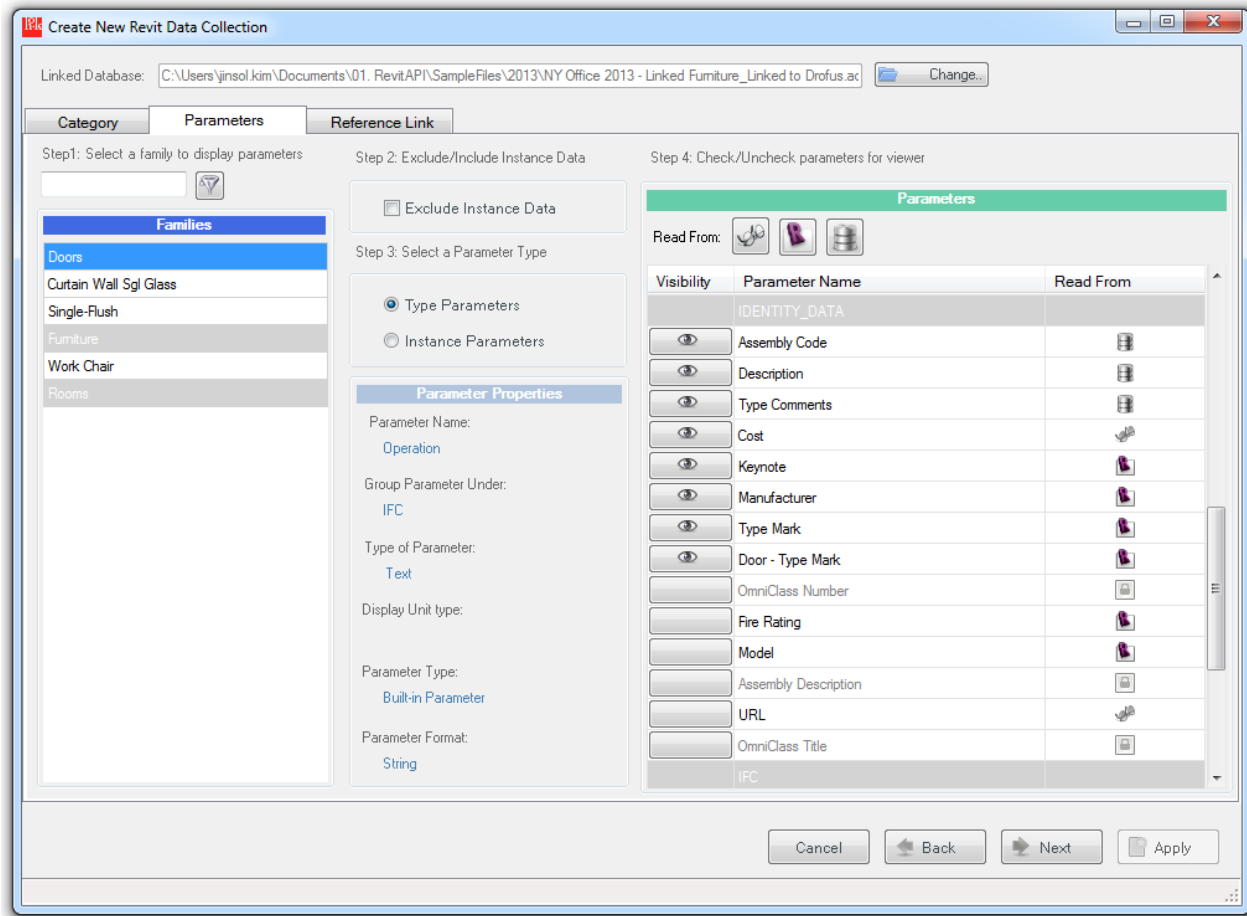 Create New Revit Data Collection
Linked Database: C:\Users\jinsol.kim\Documents\01. RevitAPI\SampleFiles\2013\NY Office 2013 - Linked Furniture_Linked to Drofus.ac
Change..
Category Parameters Reference Link
Step1: Select a family to display parameters
Families
Doors
Curtain Wall Sgl Glass
Single-Flush
Furniture
Work Chair
Rooms
Step 2: Exclude/Include Instance Data
Exclude Instance Data
Step 3: Select a Parameter Type
Type Parameters
Instance Parameters
Parameter Properties
Parameter Name:
Operation
Group Parameter Under:
IFC
Type of Parameter:
Text
Display Unit type:
Parameter Type:
Built-in Parameter
Parameter Format:
String
Step 4: Check/Uncheck parameters for viewer
Parameters
Read From:
Visibility Parameter Name Read From
IDENTITY_DATA
Assembly Code
Description
Type Comments
Cost
Keynote
Manufacturer
Type Mark
Door - Type Mark
OmniClass Number
Fire Rating
Model
Assembly Description
URL
OmniClass Title
IFC
Cancel Back Next Apply